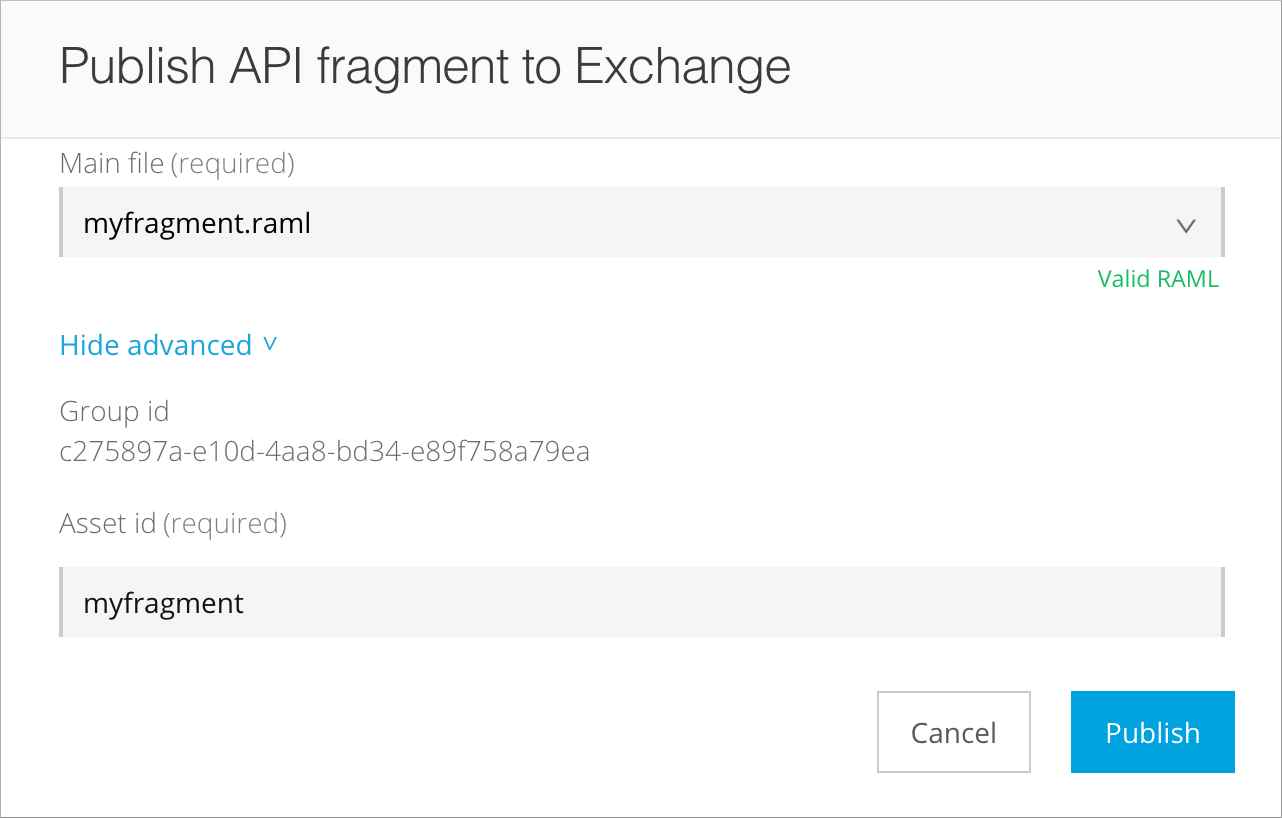 Publish API fragment to Exchange
Main file (required)
myfragment.raml
Valid RAML
Hide advanced
Group id
c275897a-e10d-4aa8-bd34-e89f758a79ea
Asset id (required)
myfragment
Cancel
Publish